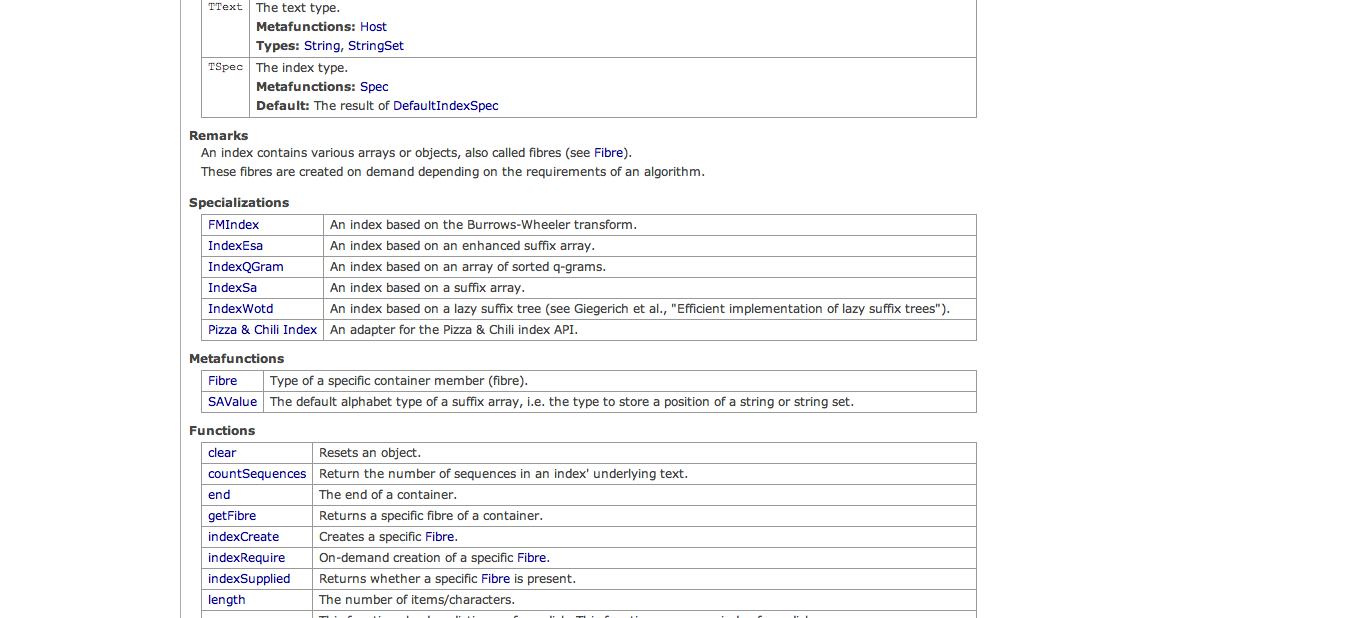 TText The text type.
Metafunctions: Host
Types: String, StringSet
TSpec The index type.
Metafunctions: Spec
Default: The result of DefaultIndexSpec
Remarks
An index contains various arrays or objects, also called fibres (see Fibre).
These fibres are created on demand depending on the requirements of an algorithm.
Specializations
FMIndex An index based on the Burrows-Wheeler transform.
IndexEsa An index based on an enhanced suffix array.
IndexQGram An index based on an array of sorted q-grams.
IndexSa An index based on a suffix array.
IndexWotd An index based on a lazy suffix tree (see Giegerich et al., "Efficient implementation of lazy suffix trees").
Pizza & Chili Index An adapter for the Pizza & Chili index API.
Metafunctions
Fibre Type of a specific container member (fibre).
SAValue The default alphabet type of a suffix array, i.e. the type to store a position of a string or string set.
Functions
clear Resets an object.
countSequences Return the number of sequences in an index' underlying text.
end The end of a container.
getFibre Returns a specific fibre of a container.
indexCreate Creates a specific Fibre.
indexRequire On-demand creation of a specific Fibre.
indexSupplied Returns whether a specific Fibre is present.
length The number of items/characters.